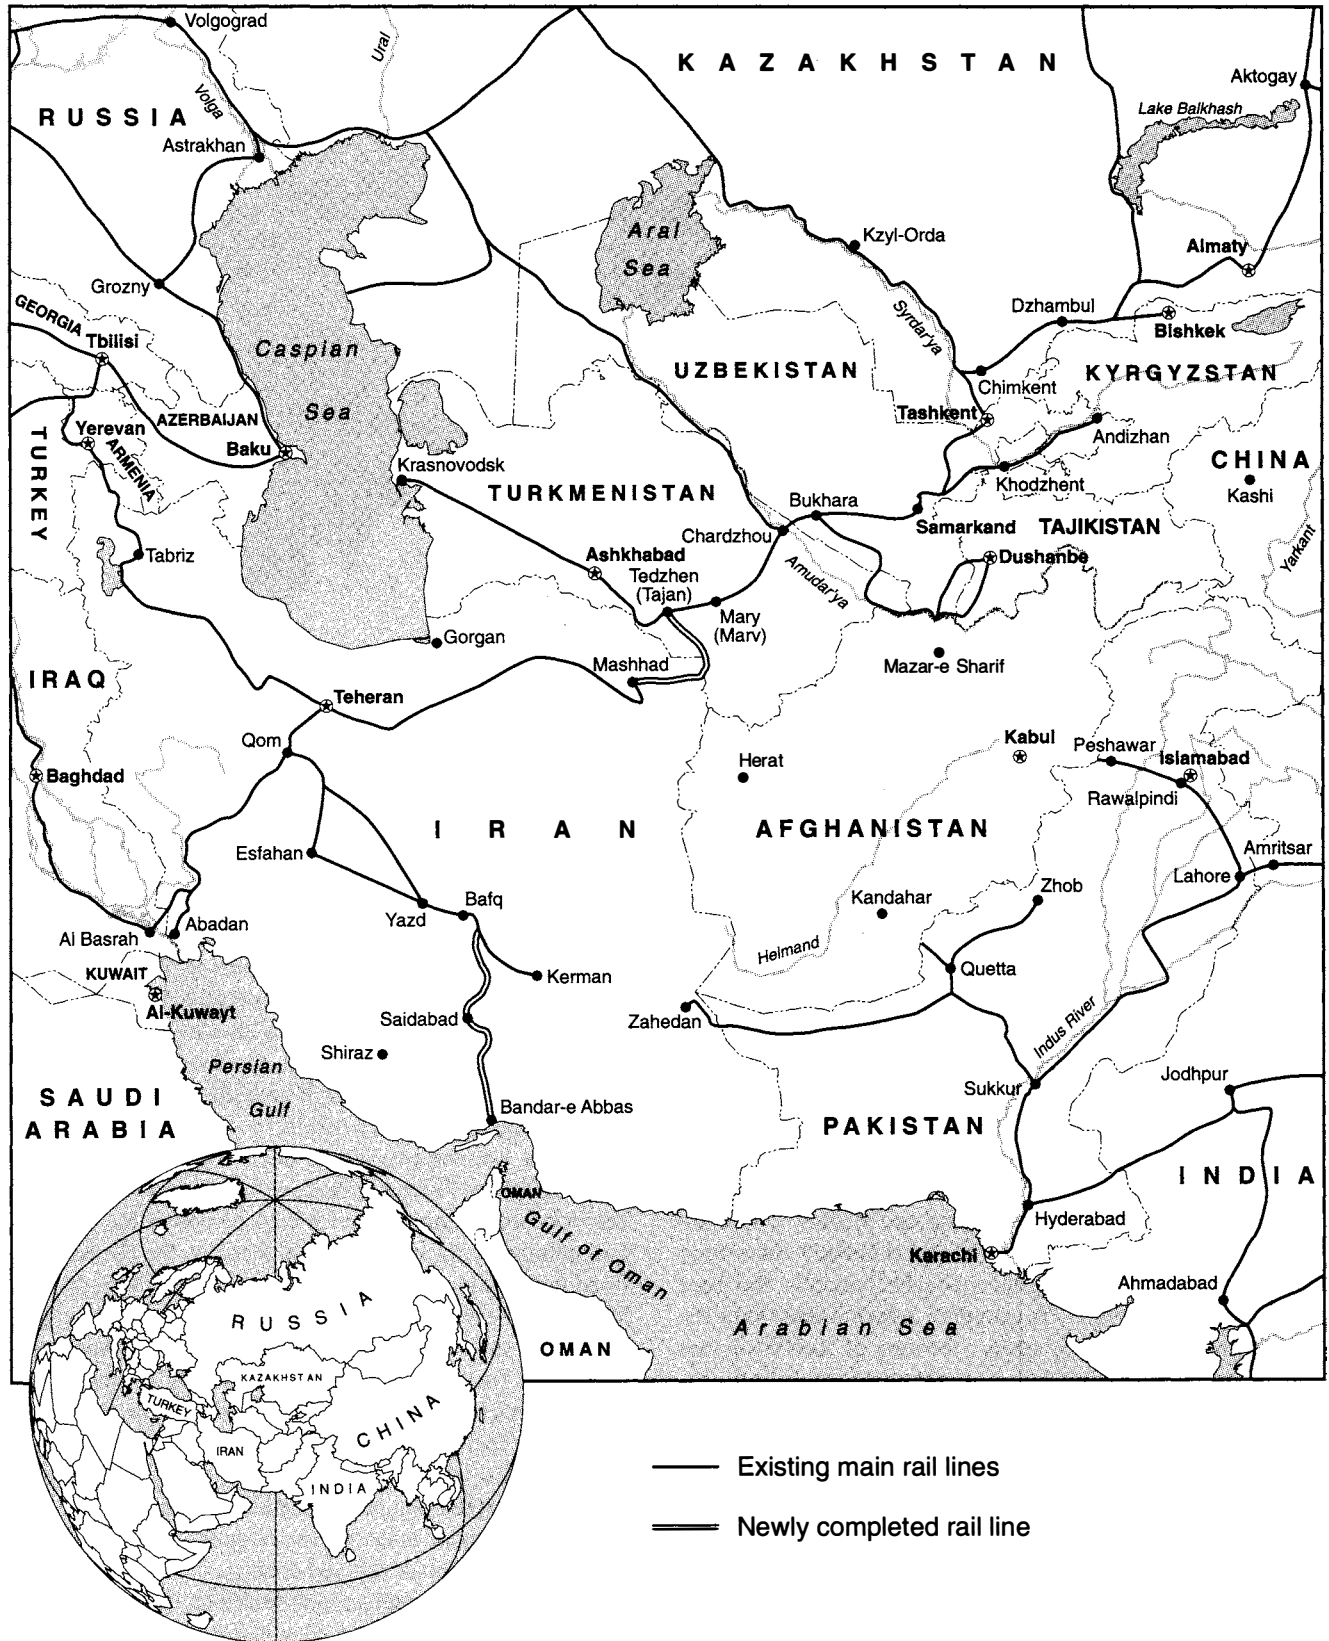 Volgograd
Ural
KAZAKHSTAN
Aktogay
Volga
Lake Balkhash
RUSSIA
Astrakhan
Aral
Sea
Kzyl-Orda
Almaty
Grozny
GEORGIA
Tbilisi
Syrdar'ya
Dzhambul
Bishkek
Caspian
Sea
UZBEKISTAN
Chimkent
KYRGYZSTAN
TURKEY
Yerevan
ARMENIA
AZERBAIJAN
Baku
Tashkent
Andizhan
CHINA
Kashi
Krasnovodsk
TURKMENISTAN
Bukhara
Khodzhent
Samarkand
TAJIKISTAN
Chardzhou
Yarkant
Tabriz
Ashkhabad
Tedzhen
(Tajan)
Dushanbe
Amudar'ya
Mary
(Marv)
Gorgan
Mashhad
Mazar-e Sharif
IRAQ
Teheran
Qom
Kabul
Peshawar
Islamabad
Baghdad
Herat
Rawalpindi
IRAN
AFGHANISTAN
Esfahan
Amritsar
Lahore
Yazd
Bafq
Kandahar
Zhob
Al Basrah
Abadan
Helmand
Quetta
KUWAIT
Kerman
Al-Kuwayt
Saidabad
Zahedan
Indus River
Shiraz
Persian
Gulf
Sukkur
Jodhpur
SAUDI
ARABIA
Bandar-e Abbas
PAKISTAN
INDIA
OMAN
Gulf of Oman
Hyderabad
Karachi
Ahmadabad
Arabian Sea
OMAN
RUSSIA
KAZAKHSTAN
TURKEY
CHINA
IRAN
INDIA
Existing main rail lines
Newly completed rail line